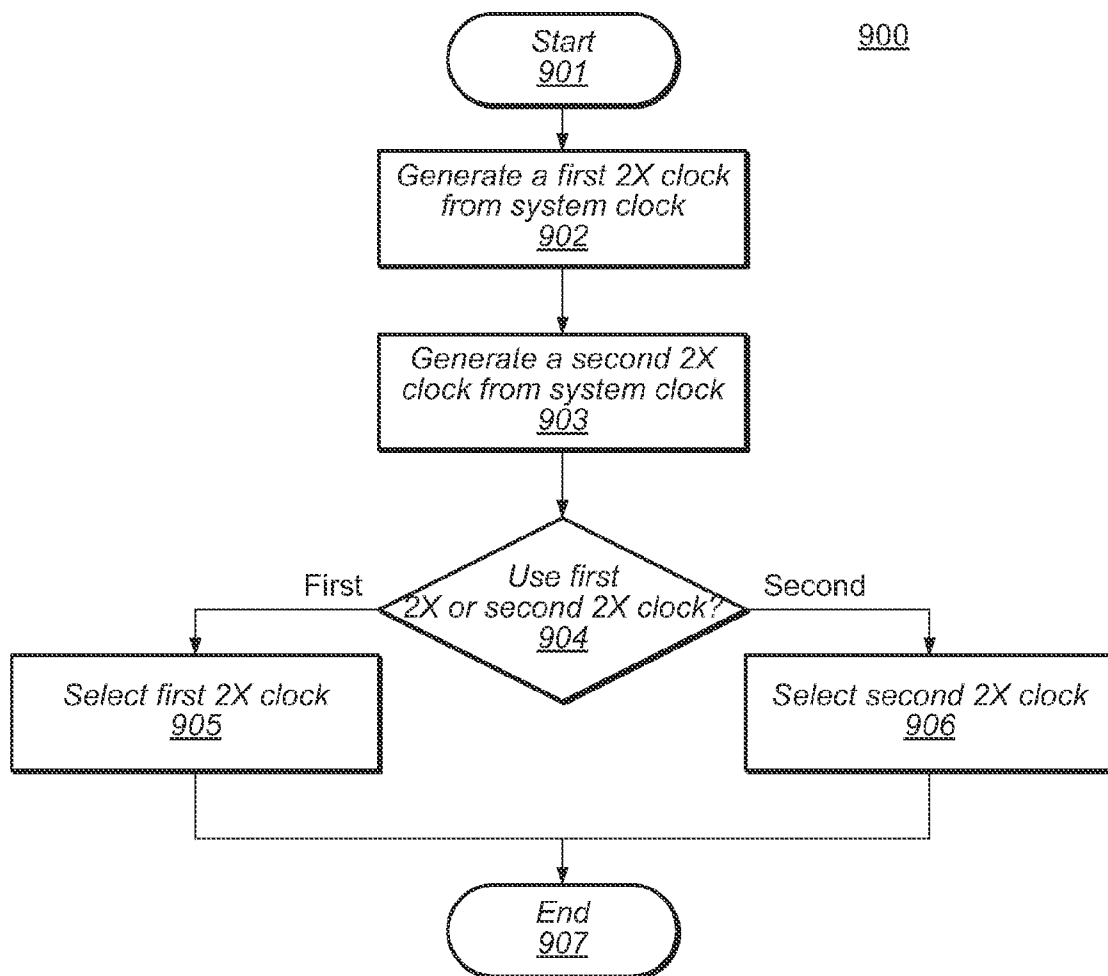 900
Start
901
Generate a first 2X clock
from system clock
902
Generate a second 2X
clock from system clock
903
Use first
2X or second 2X clock?
904
First
Second
Select first 2X clock
905
Select second 2X clock
906
End
907